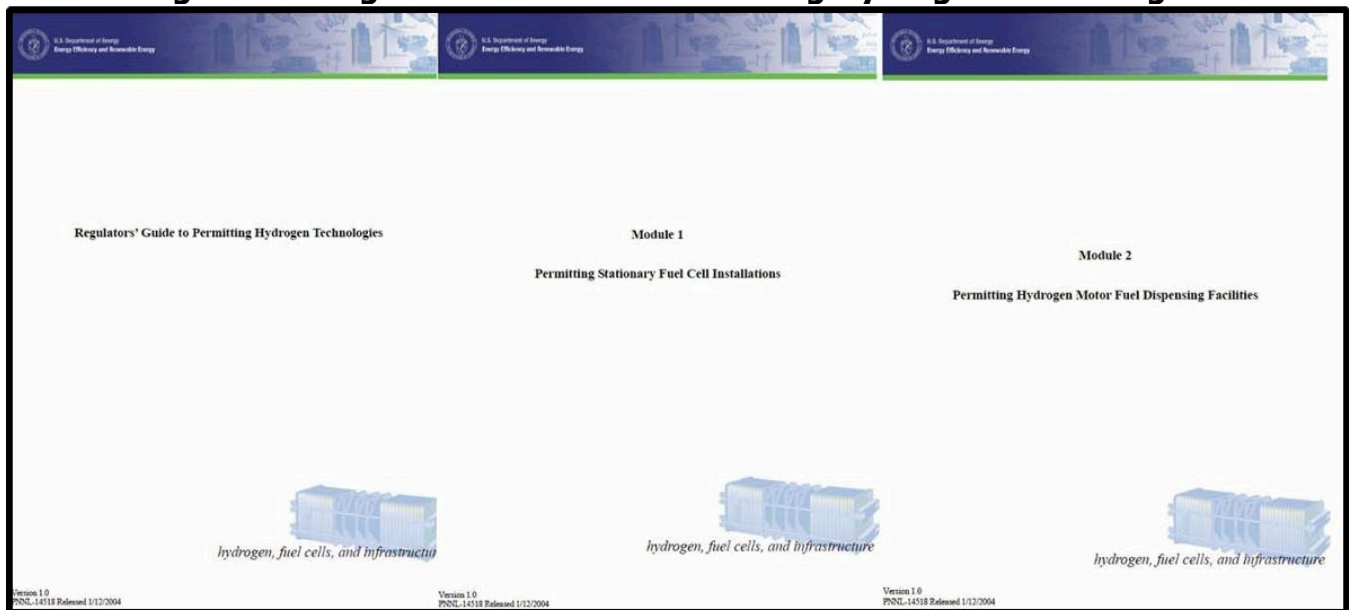 U.S. Department of Energy
Energy Efficiency and Renewable Energy
Regulators' Guide to Permitting Hydrogen Technologies
hydrogen, fuel cells, and infrastructur
Version 1.0
PNNL-14518 Released 1/12/2004
U.S. Department of Energy
Energy Efficiency and Renewable Energy
Module 1
Permitting Stationary Fuel Cell Installations
hydrogen, fuel cells, and infrastructure
Version 1.0
PNNL-14518 Released 1/12/2004
U.S. Department of Energy
Energy Efficiency and Renewable Energy
Module 2
Permitting Hydrogen Motor Fuel Dispensing Facilities
hydrogen, fuel cells, and infrastructure
Version 1.0
PNNL-14518 Released 1/12/2004